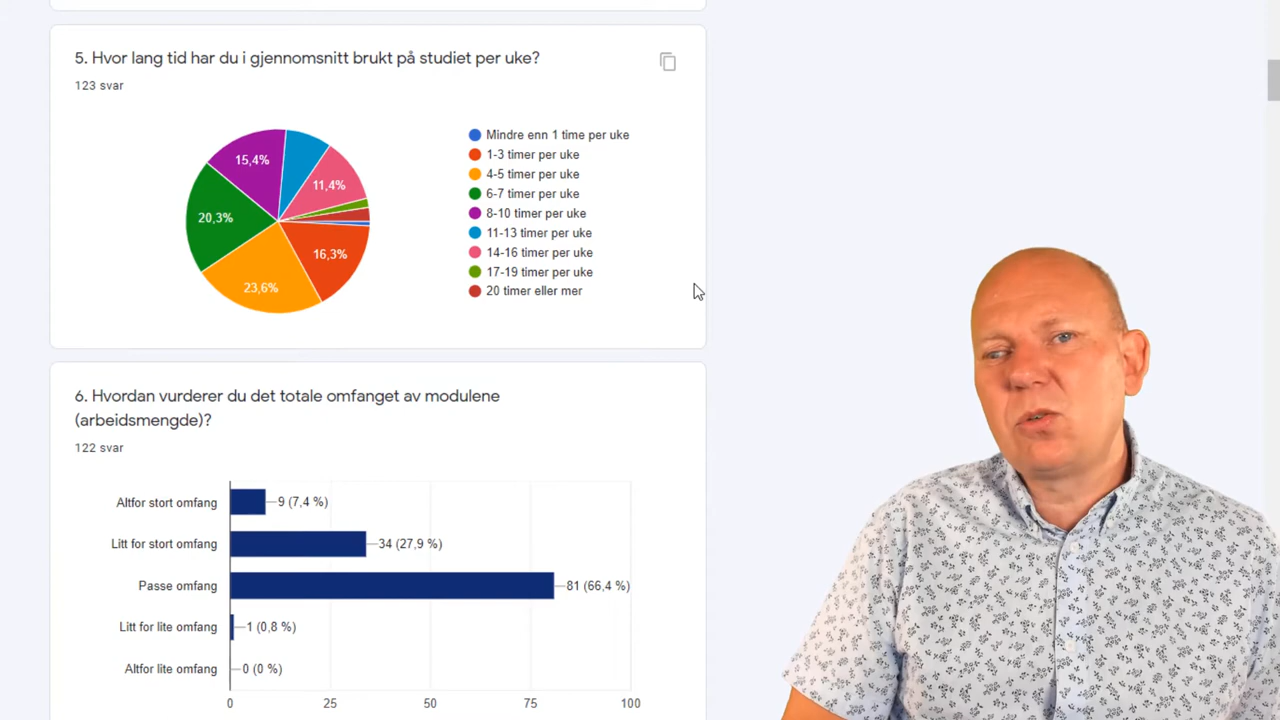 5. Hvor lang tid har du i gjennomsnitt brukt på studiet per uke?
123 svar
15,4%
11,4%
20,3%
16,3%
23,6%
Mindre enn 1 time per uke
1-3 timer per uke
4-5 timer per uke
6-7 timer per uke
8-10 timer per uke
11-13 timer per uke
14-16 timer per uke
17-19 timer per uke
20 timer eller mer
6. Hvordan vurderer du det totale omfanget av modulene
(arbeidsmengde)?
122 svar
Altfor stort omfang 9 (7,4 %)
Litt for stort omfang 34 (27,9 %)
Passe omfang 81 (66,4 %)
Litt for lite omfang 1 (0,8 %)
Altfor lite omfang 0 (0 %)
0 25 50 75 100